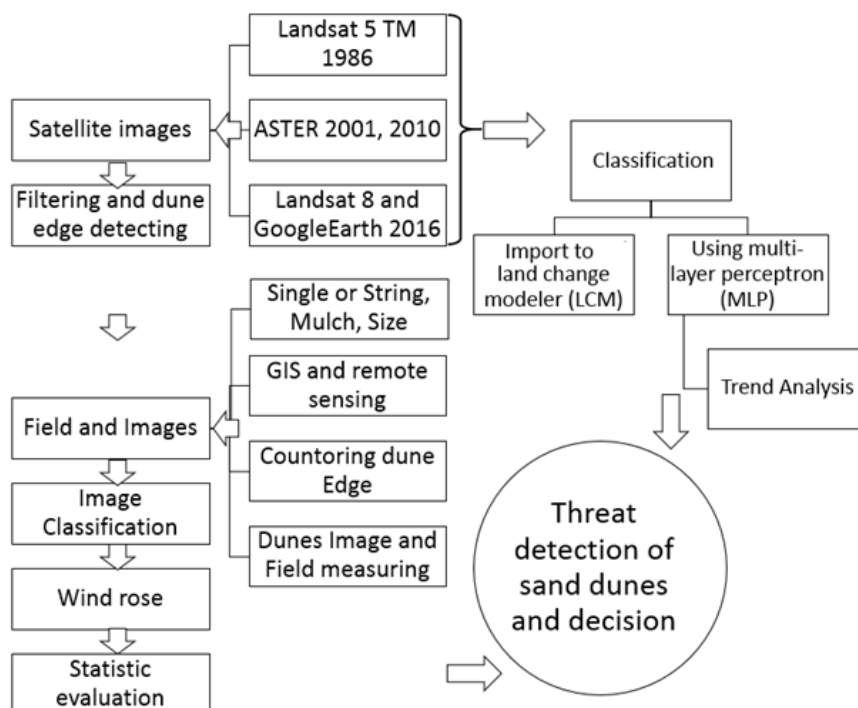 Landsat 5 TM
1986
Satellite images
ASTER 2001, 2010
Filtering and dune
edge detecting
Landsat 8 and
GoogleEarth 2016
Classification
Import to
land change
modeler (LCM)
Using multi-
layer perceptron
(MLP)
Trend Analysis
Single or String,
Mulch, Size
GIS and remote
sensing
Field and Images
Countoring dune
Edge
Image
Classification
Dunes Image and
Field measuring
Wind rose
Statistic
evaluation
Threat
detection of
sand dunes
and decision